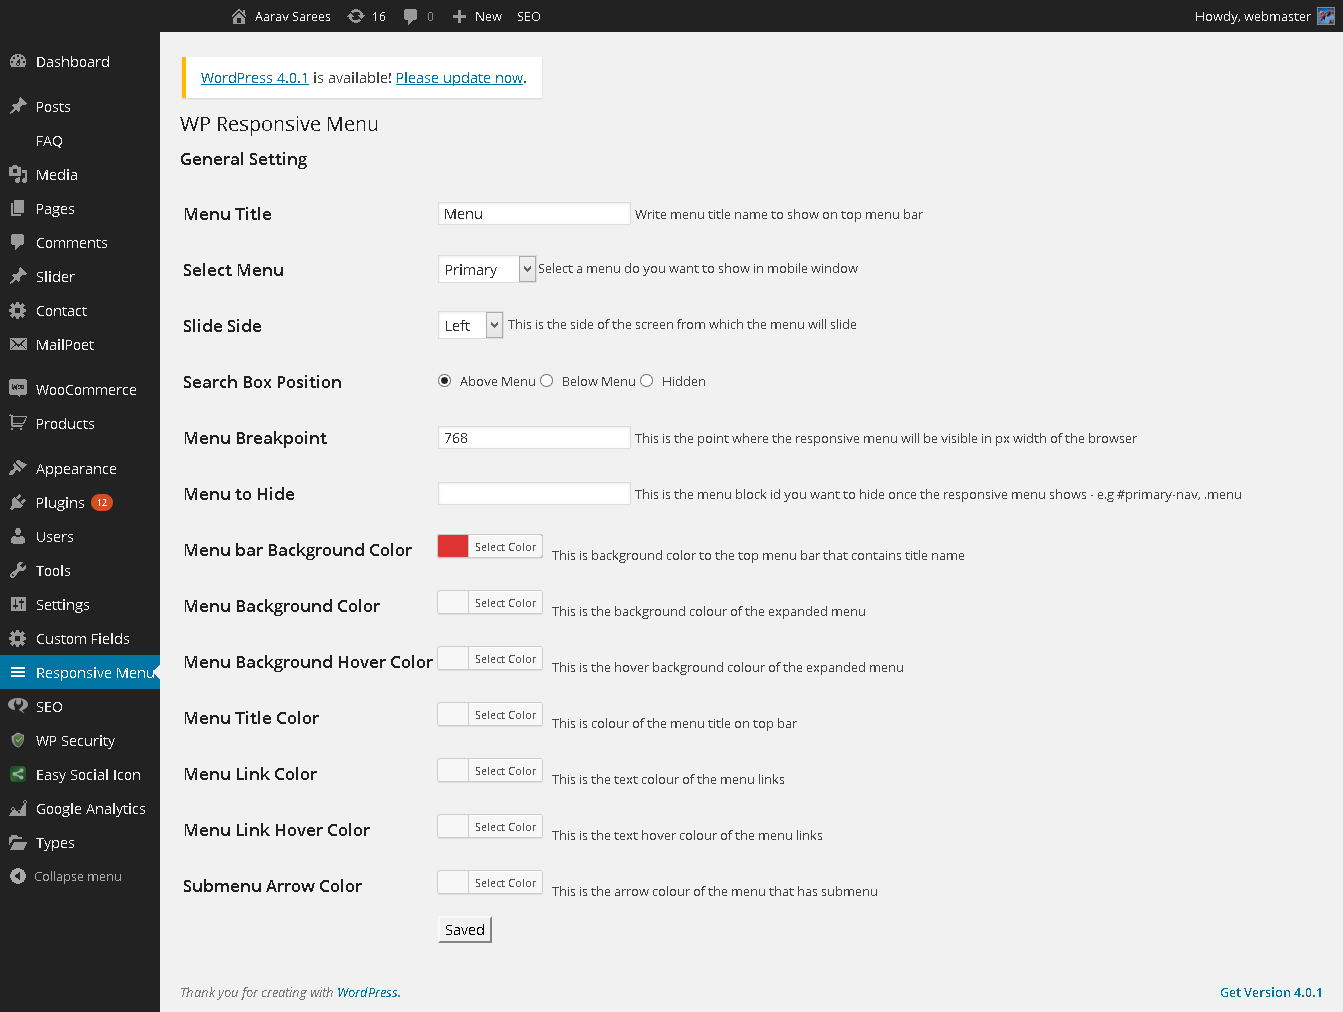 Aarav Sarees 16 0 New SEO Howdy, webmaster
Dashboard
Posts
FAQ
Media
Pages
Comments
Slider
Contact
MailPoet
WooCommerce
Products
Appearance
Plugins 12
Users
Tools
Settings
Custom Fields
Responsive Menu
SEO
WP Security
Easy Social Icon
Google Analytics
Types
Collapse menu
WordPress 4.0.1 is available! Please update now.
WP Responsive Menu
General Setting
Menu Title Menu Write menu title name to show on top menu bar
Select Menu Primary Select a menu do you want to show in mobile window
Slide Side Left This is the side of the screen from which the menu will slide
Search Box Position Above Menu Below Menu Hidden
Menu Breakpoint 768 This is the point where the responsive menu will be visible in px width of the browser
Menu to Hide This is the menu block id you want to hide once the responsive menu shows - e.g #primary-nav, .menu
Menu bar Background Color Select Color This is background color to the top menu bar that contains title name
Menu Background Color Select Color This is the background colour of the expanded menu
Menu Background Hover Color Select Color This is the hover background colour of the expanded menu
Menu Title Color Select Color This is colour of the menu title on top bar
Menu Link Color Select Color This is the text colour of the menu links
Menu Link Hover Color Select Color This is the text hover colour of the menu links
Submenu Arrow Color Select Color This is the arrow colour of the menu that has submenu
Saved
Thank you for creating with WordPress. Get Version 4.0.1